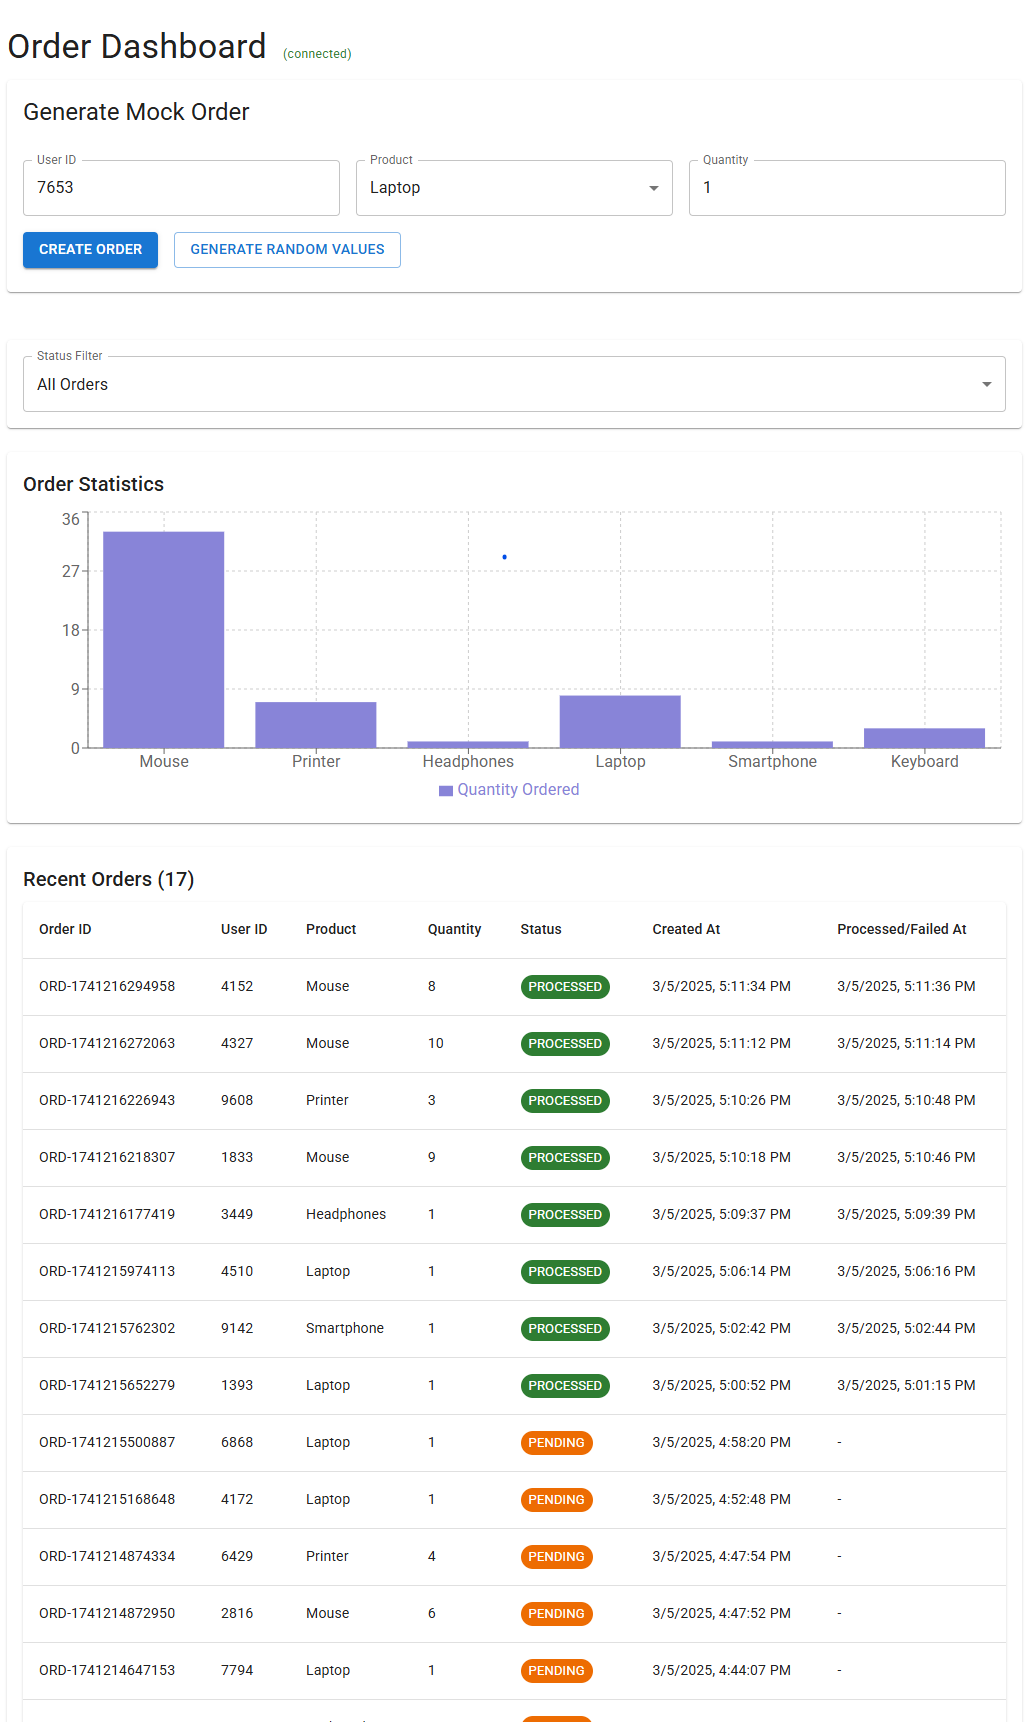 Order Dashboard (connected)
Generate Mock Order
User ID Product Quantity
7653 Laptop 1
CREATE ORDER GENERATE RANDOM VALUES
Status Filter
All Orders
Order Statistics
36
27
18
9
0
Mouse Printer Headphones Laptop Smartphone Keyboard
Quantity Ordered
Recent Orders (17)
Order ID User ID Product Quantity Status Created At Processed/Failed At
ORD-1741216294958 4152 Mouse 8 PROCESSED 3/5/2025, 5:11:34 PM 3/5/2025, 5:11:36 PM
ORD-1741216272063 4327 Mouse 10 PROCESSED 3/5/2025, 5:11:12 PM 3/5/2025, 5:11:14 PM
ORD-1741216226943 9608 Printer 3 PROCESSED 3/5/2025, 5:10:26 PM 3/5/2025, 5:10:48 PM
ORD-1741216218307 1833 Mouse 9 PROCESSED 3/5/2025, 5:10:18 PM 3/5/2025, 5:10:46 PM
ORD-1741216177419 3449 Headphones 1 PROCESSED 3/5/2025, 5:09:37 PM 3/5/2025, 5:09:39 PM
ORD-1741215974113 4510 Laptop 1 PROCESSED 3/5/2025, 5:06:14 PM 3/5/2025, 5:06:16 PM
ORD-1741215762302 9142 Smartphone 1 PROCESSED 3/5/2025, 5:02:42 PM 3/5/2025, 5:02:44 PM
ORD-1741215652279 1393 Laptop 1 PROCESSED 3/5/2025, 5:00:52 PM 3/5/2025, 5:01:15 PM
ORD-1741215500887 6868 Laptop 1 PENDING 3/5/2025, 4:58:20 PM -
ORD-1741215168648 4172 Laptop 1 PENDING 3/5/2025, 4:52:48 PM -
ORD-1741214874334 6429 Printer 4 PENDING 3/5/2025, 4:47:54 PM -
ORD-1741214872950 2816 Mouse 6 PENDING 3/5/2025, 4:47:52 PM -
ORD-1741214647153 7794 Laptop 1 PENDING 3/5/2025, 4:44:07 PM -